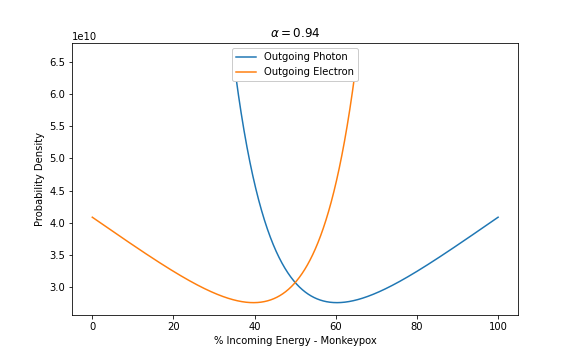 α = 0.94
1e10
Outgoing Photon
Outgoing Electron
6.5
6.0
5.5
5.0
4.5
4.0
3.5
3.0
Probability Density
0 20 40 60 80 100
% Incoming Energy - Monkeypox